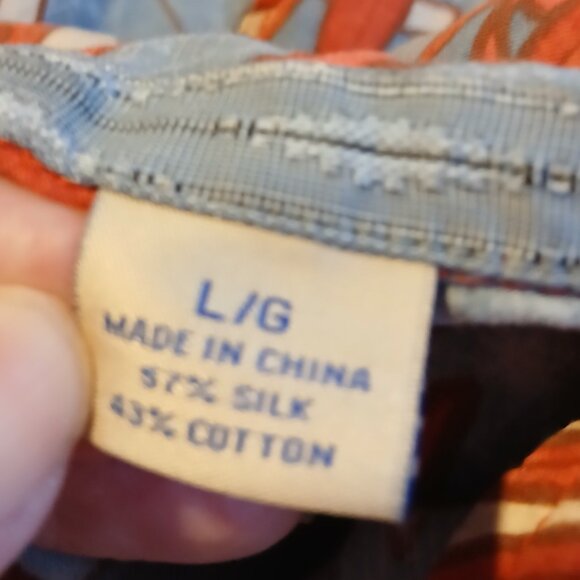 L/G
MADE IN CHINA
57% SILK
43% COTTON